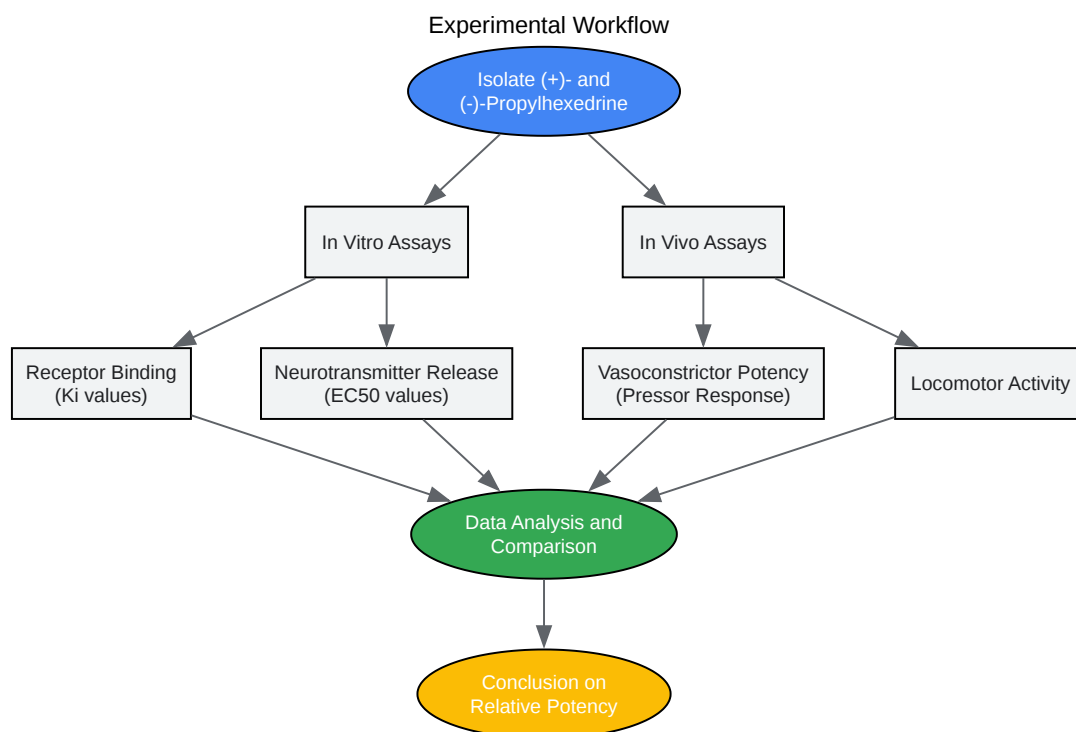 Experimental Workflow
Isolate (+)- and
(-)-Propylhexedrine
In Vitro Assays
In Vivo Assays
Receptor Binding
(Ki values)
Neurotransmitter Release
(EC50 values)
Vasoconstrictor Potency
(Pressor Response)
Locomotor Activity
Data Analysis and
Comparison
Conclusion on
Relative Potency